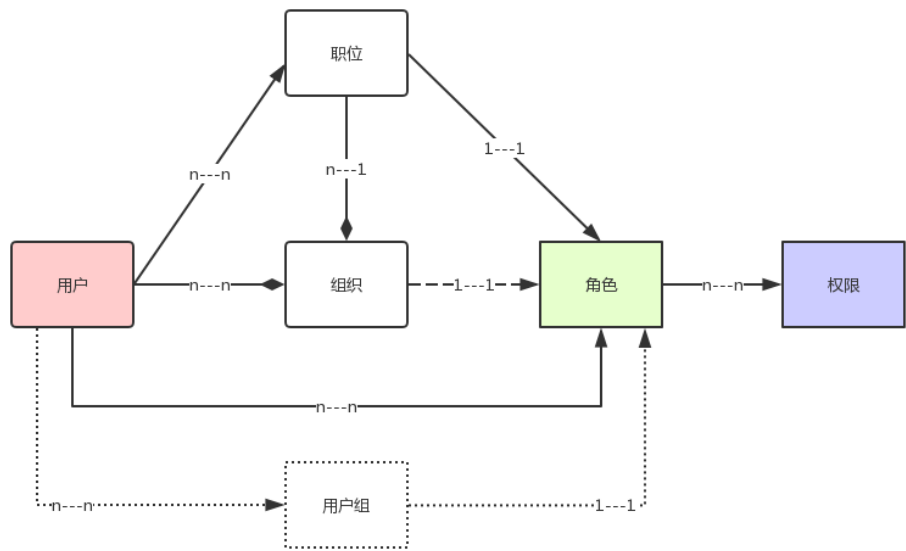 职位
1---1
n---n
n---1
用户
n---n
组织
1---1
角色
n---n
权限
n---n
n---n
用户组
1---1